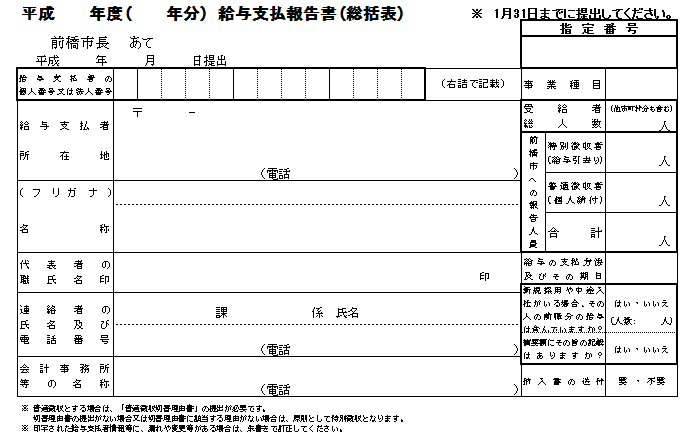 平成　　年度(　　年分) 給与支払報告書(総括表)
※ 1月31日までに提出してください。
前橋市長　あて
平成　　年　　月　　日提出
指定番号
給与支払者の
個人番号又は法人番号
(右詰で記載)
事業種目
給与支払者
所在地
〒　　－
(電話　　)
受給者
総人数
(他市町村分も含む)
人
前橋市への報告人員
特別徴収者
(給与引去り)
人
普通徴収者
(個人納付)
人
合計
人
(フリガナ)
名称
代表者の
職氏名印
印
給与の支払方法
及びその期日
連絡者の
氏名及び
電話番号
課　　係 氏名
(電話　　)
新規採用や中途入
社がいる場合、その
人の前職分の給与
は含んでいますか?
はい・いいえ
(人数:　　人)
摘要欄にその旨の記載
はありますか?
はい・いいえ
会計事務所
等の名称
(電話　　)
納入書の送付
要・不要
※ 普通徴収とする場合は、「普通徴収切替理由書」の提出が必要です。
切替理由書の提出がない場合又は切替理由書に該当する理由がない場合は、原則として特別徴収となります。
※ 印字された給与支払者情報等に、漏れや変更等がある場合は、朱書きで訂正してください。